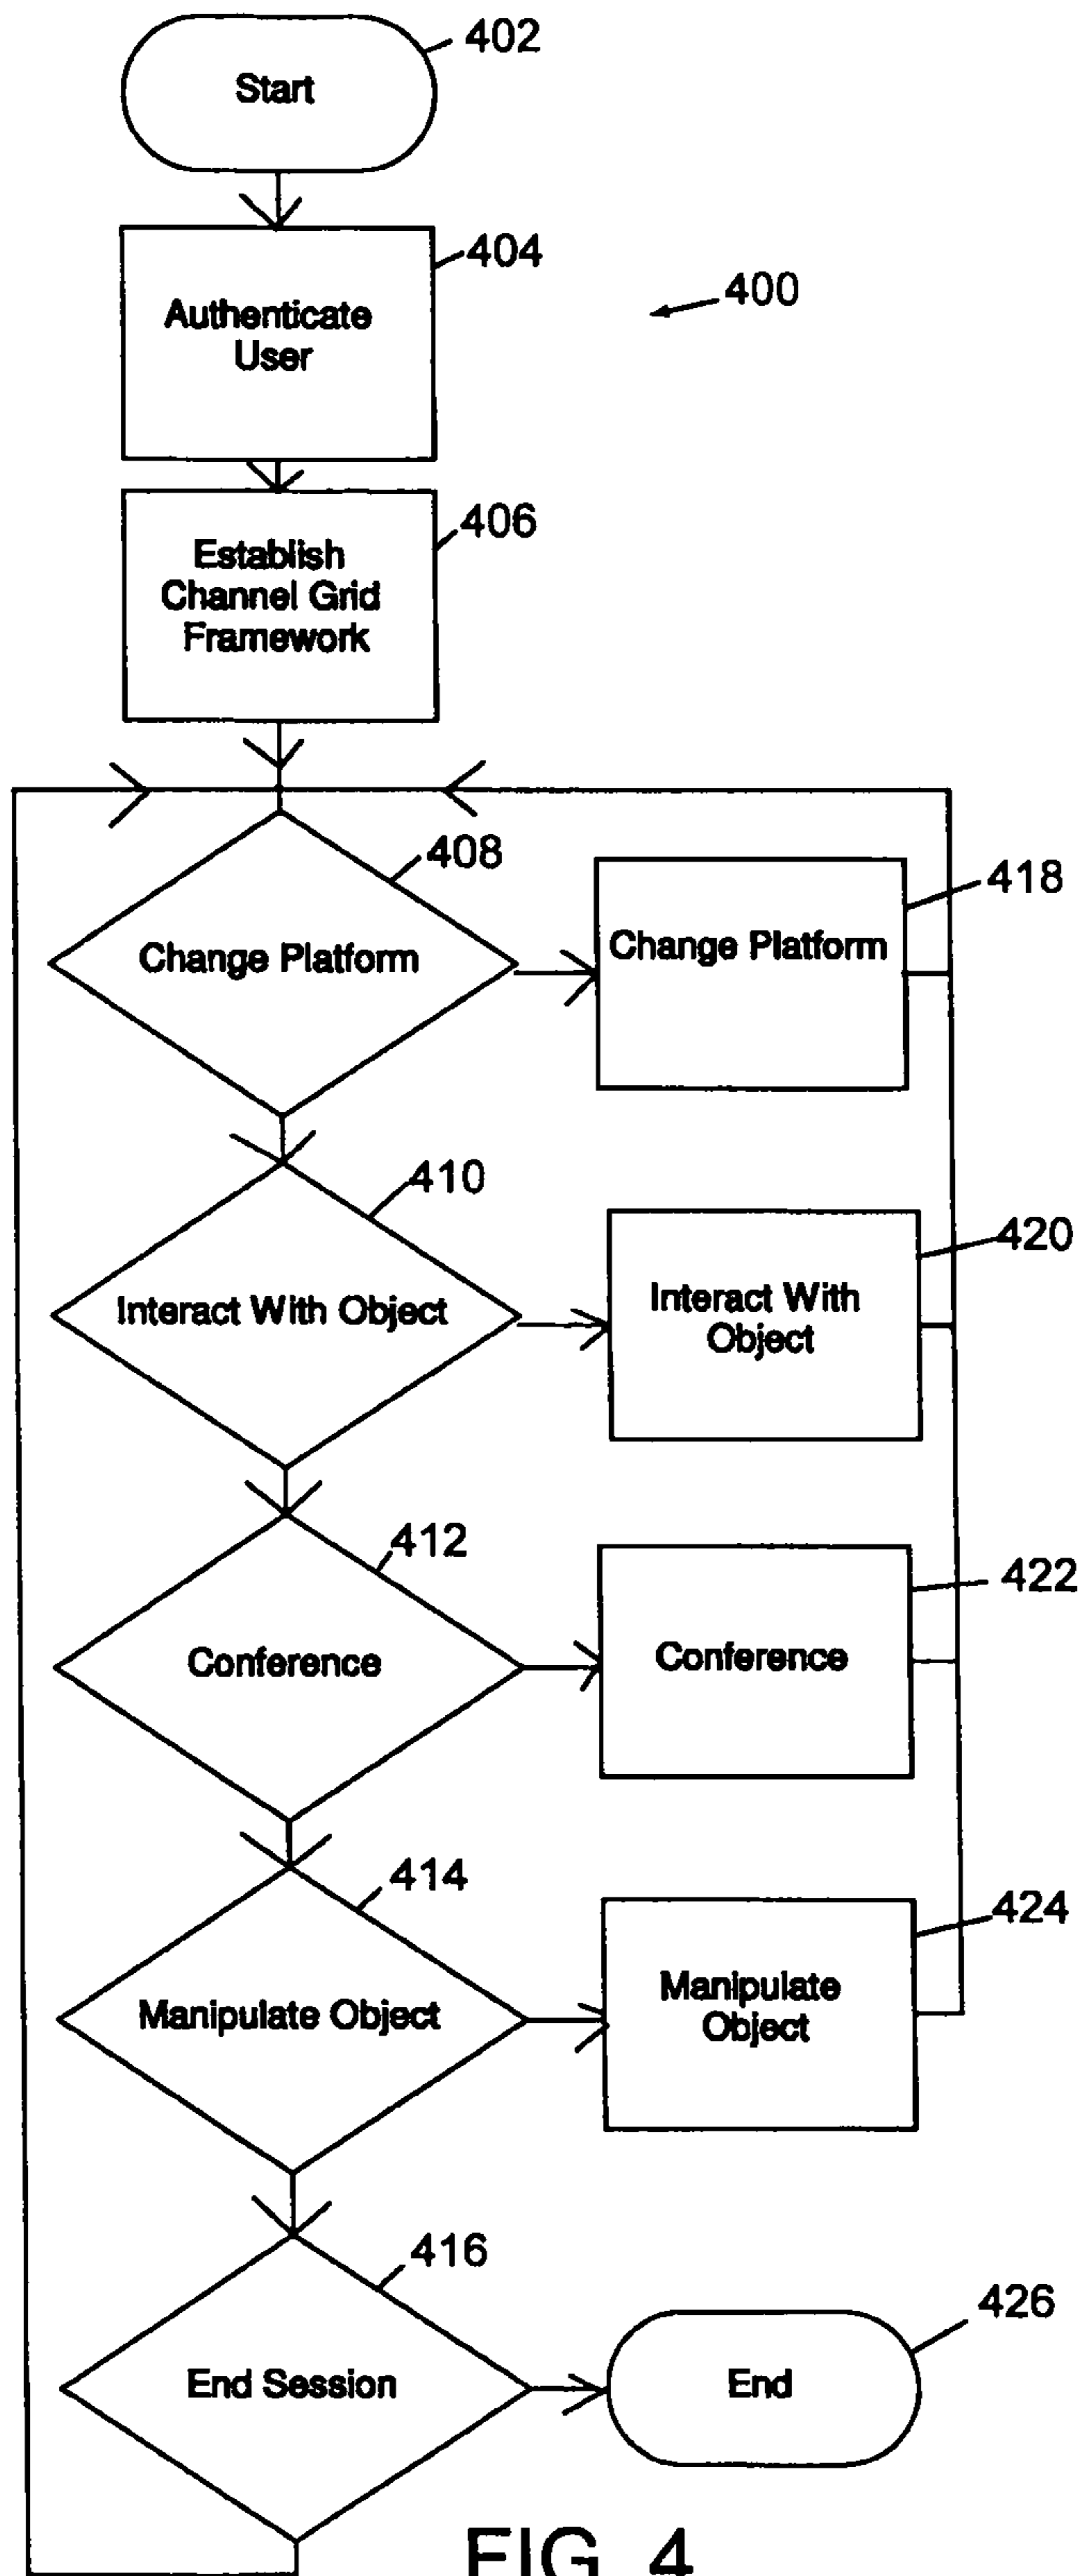 402
Start
404
Authenticate
User
400
406
Establish
Channel Grid
Framework
408
Change Platform
418
Change Platform
410
Interact With Object
420
Interact With
Object
412
Conference
422
Conference
414
Manipulate Object
424
Manipulate
Object
416
End Session
426
End
FIG. 4